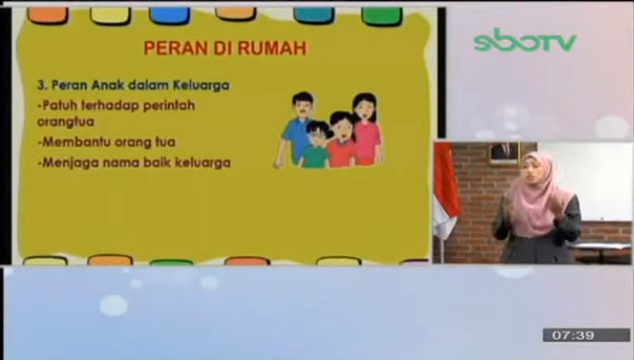 PERAN DI RUMAH
sboTV
3. Peran Anak dalam Keluarga
-Patuh terhadap perintah
orangtua
-Membantu orang tua
-Menjaga nama baik keluarga
07:39